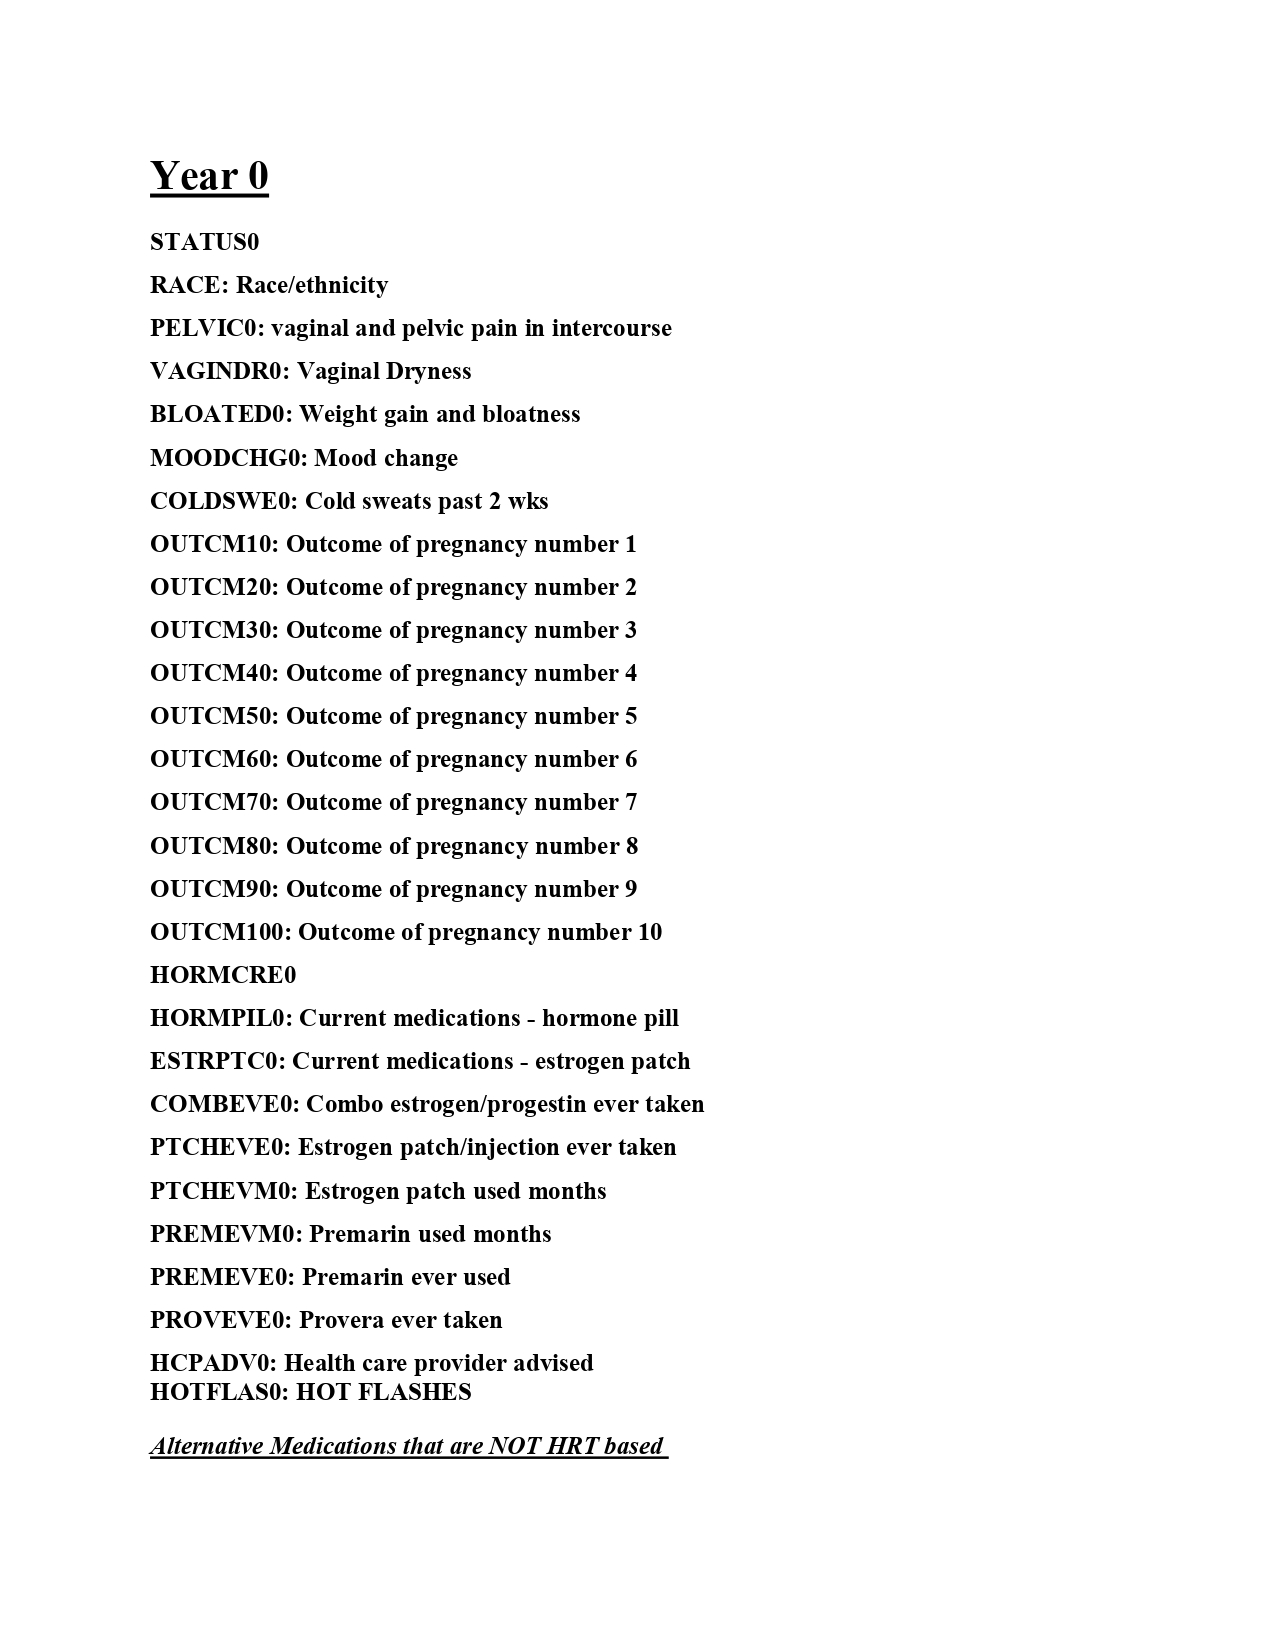 Year 0
STATUS0
RACE: Race/ethnicity
PELVIC0: vaginal and pelvic pain in intercourse
VAGINDR0: Vaginal Dryness
BLOATED0: Weight gain and bloatness
MOODCHG0: Mood change
COLDSWE0: Cold sweats past 2 wks
OUTCM10: Outcome of pregnancy number 1
OUTCM20: Outcome of pregnancy number 2
OUTCM30: Outcome of pregnancy number 3
OUTCM40: Outcome of pregnancy number 4
OUTCM50: Outcome of pregnancy number 5
OUTCM60: Outcome of pregnancy number 6
OUTCM70: Outcome of pregnancy number 7
OUTCM80: Outcome of pregnancy number 8
OUTCM90: Outcome of pregnancy number 9
OUTCM100: Outcome of pregnancy number 10
HORMCRE0
HORMPIL0: Current medications - hormone pill
ESTRPTC0: Current medications - estrogen patch
COMBEVE0: Combo estrogen/progestin ever taken
PTCHEVE0: Estrogen patch/injection ever taken
PTCHEVM0: Estrogen patch used months
PREMEVM0: Premarin used months
PREMEVE0: Premarin ever used
PROVEVE0: Provera ever taken
HCPADV0: Health care provider advised
HOTFLAS0: HOT FLASHES
Alternative Medications that are NOT HRT based